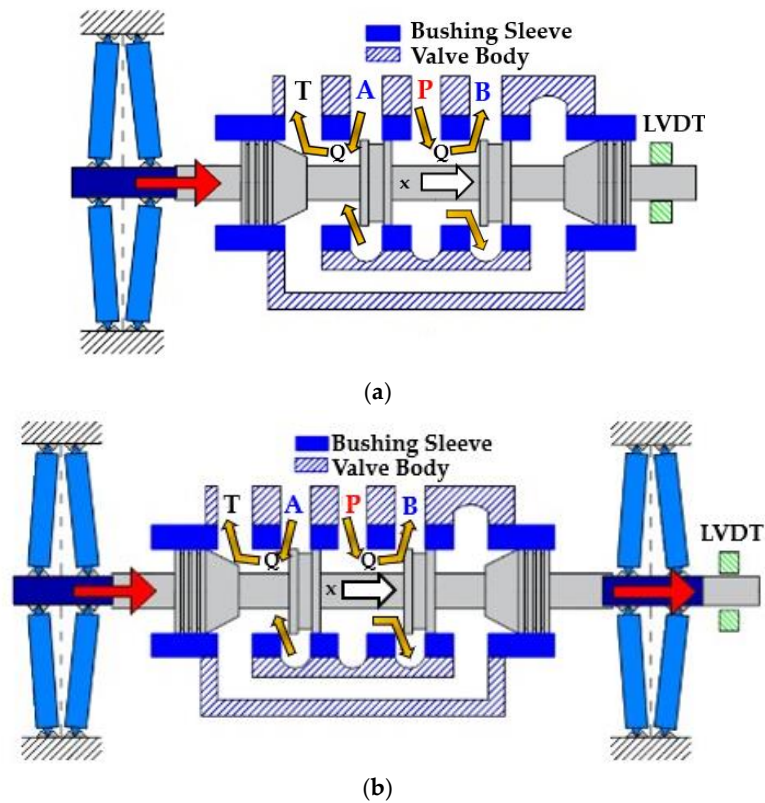 Bushing Sleeve
Valve Body
T A P B
LVDT
Q Q
x
(a)
Bushing Sleeve
Valve Body
T A P B
LVDT
Q Q
x
(b)